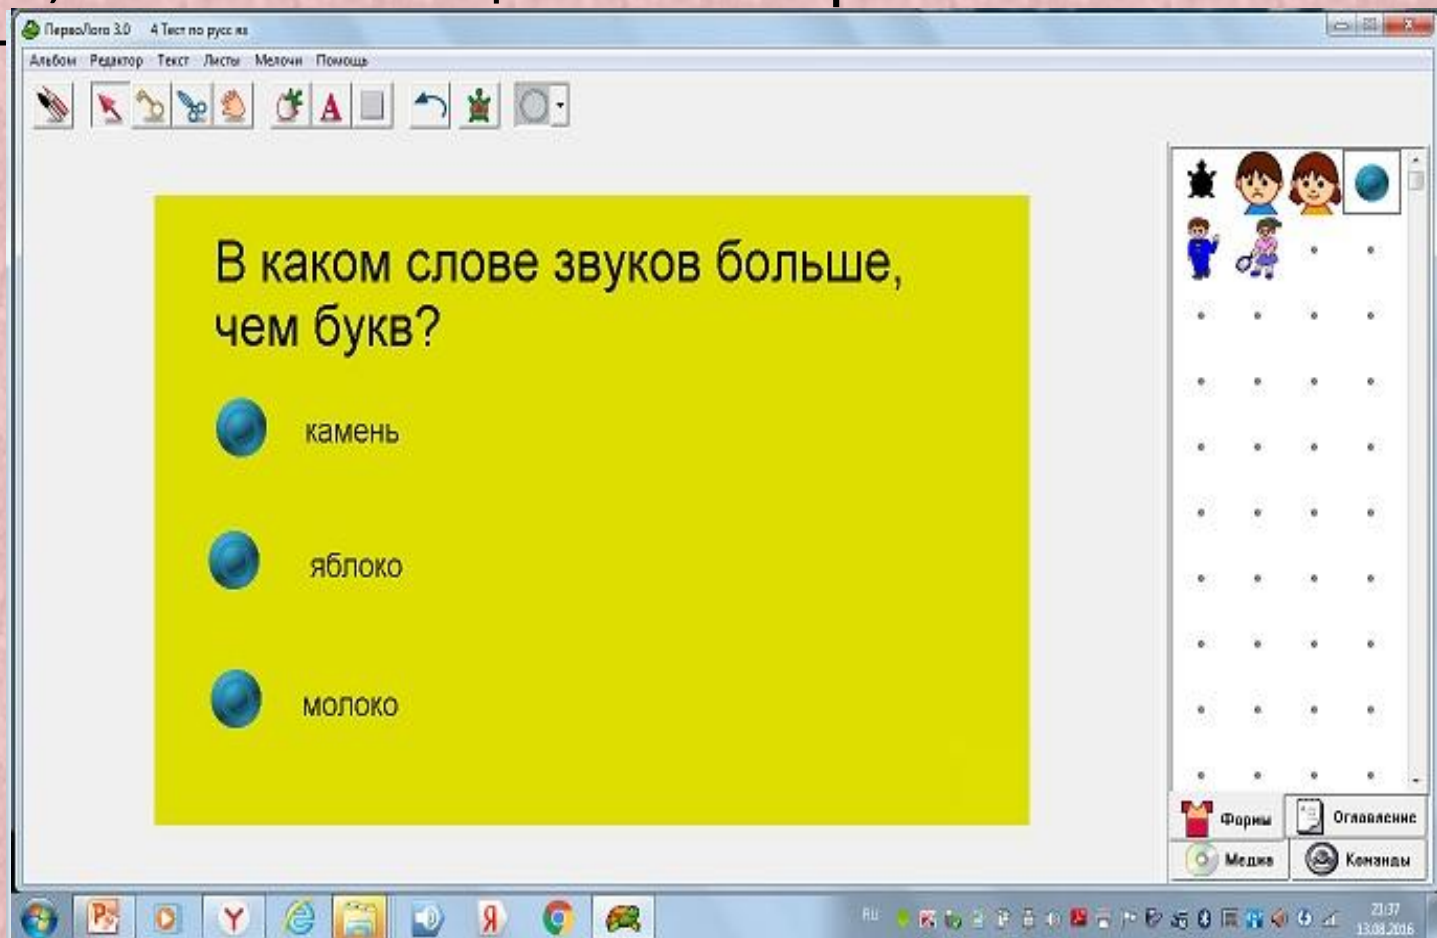 ПервоЛого 3.0 4 Тест по русс яз
Альбом Редактор Текст Листы Мелочи Помощь
В каком слове звуков больше,
чем букв?
камень
яблоко
молоко
Формы Оглавление
Медиа Команды
RU 21:37
13.08.2016